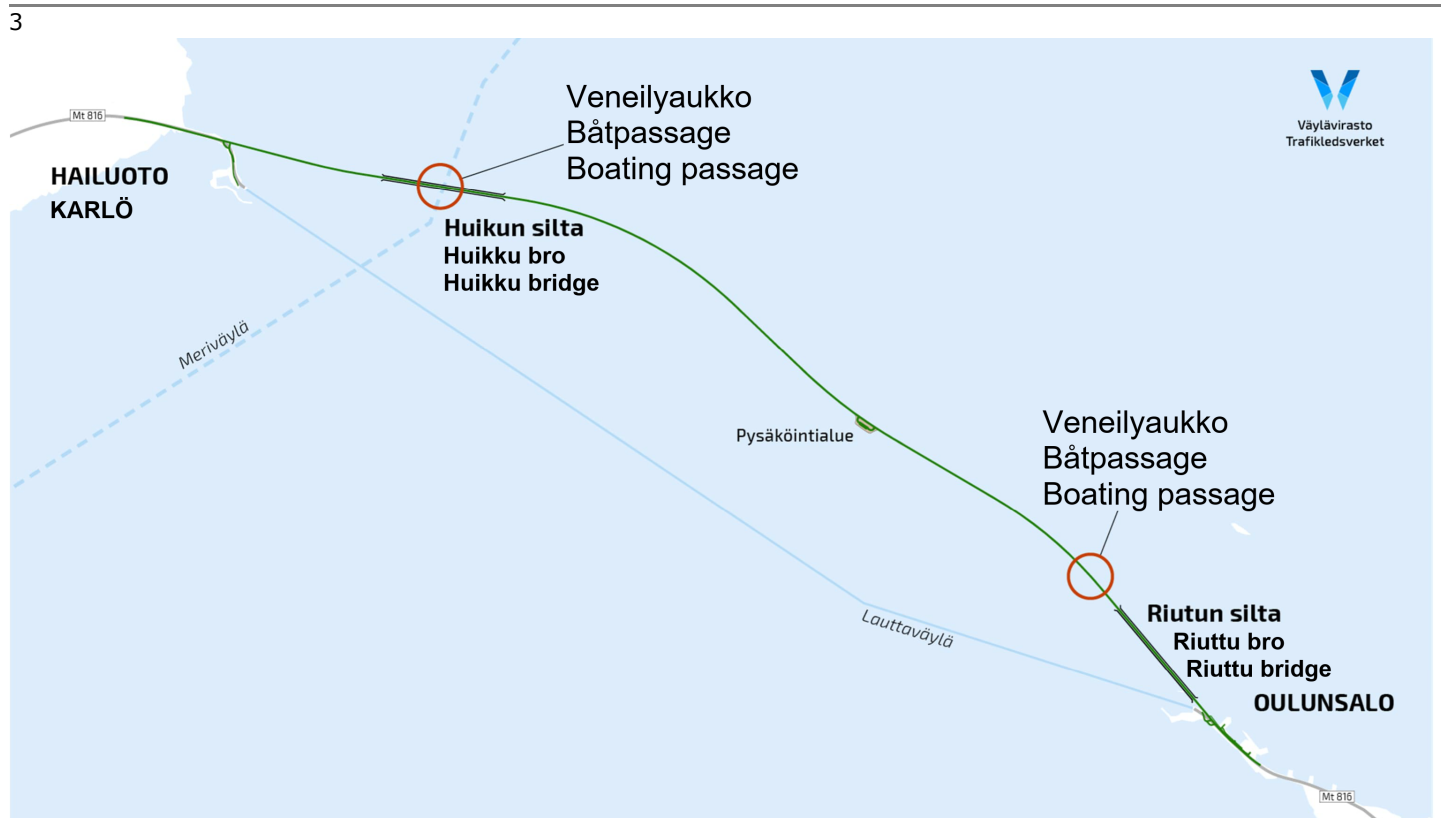 3
Mt 816
Veneilyaukko
Båtpassage
Boating passage
Väylävirasto
Trafikledsverket
HAILUOTO
KARLÖ
Huikun silta
Huikku bro
Huikku bridge
Meriväylä
Pysäköintialue
Veneilyaukko
Båtpassage
Boating passage
Lauttaväylä
Riutun silta
Riuttu bro
Riuttu bridge
OULUNSALO
Mt 816